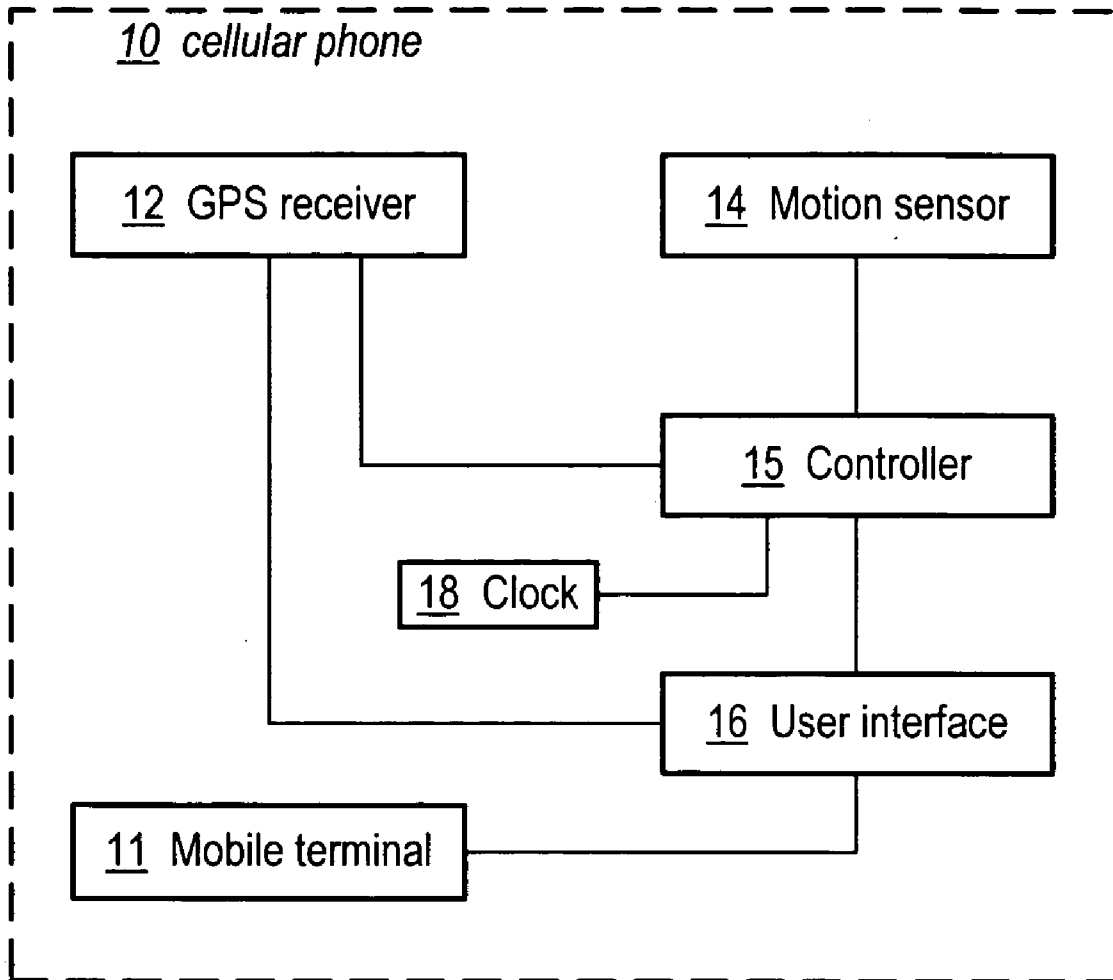 10 cellular phone
12 GPS receiver
14 Motion sensor
15 Controller
18 Clock
16 User interface
11 Mobile terminal